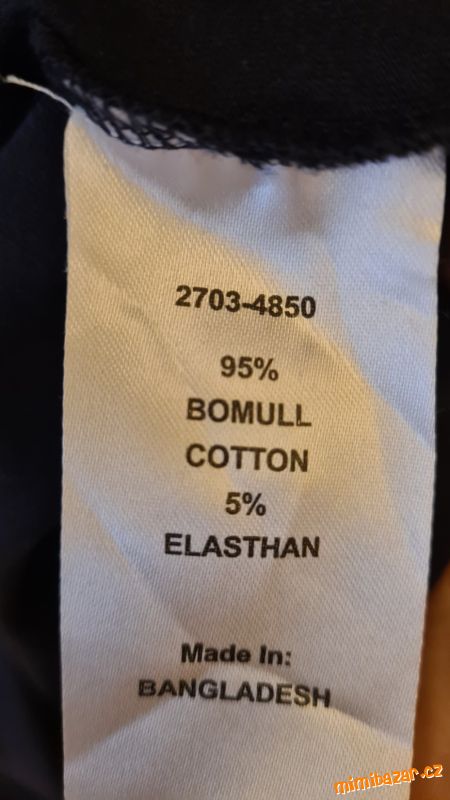 2703-4850
95%
BOMULL
COTTON
5%
ELASTHAN
Made In:
BANGLADESH
mimibazar.cz